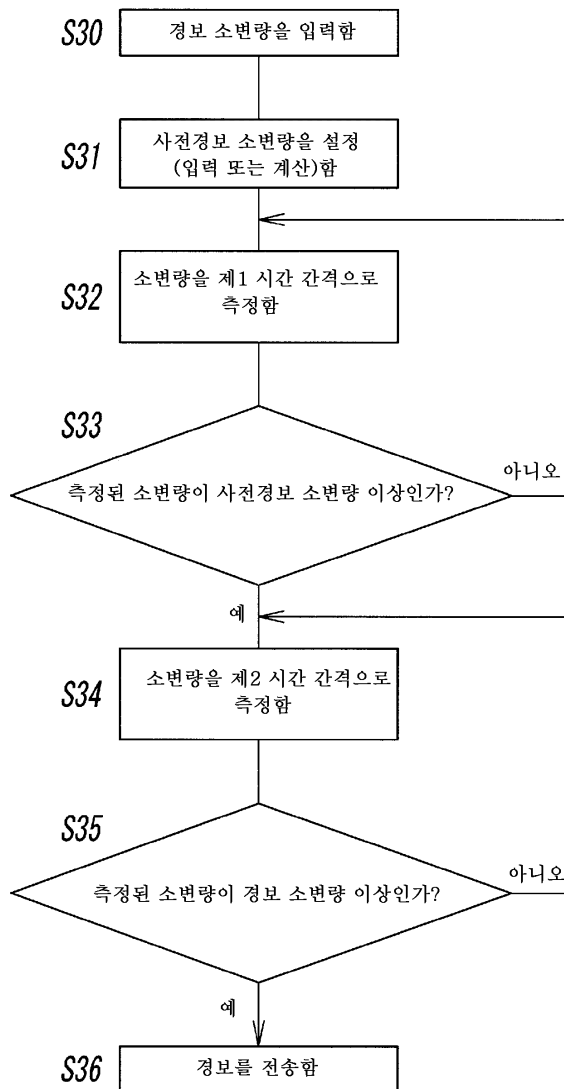 S30
경보 소변량을 입력함
S31
사전경보 소변량을 설정
(입력 또는 계산)함
S32
소변량을 제1 시간 간격으로
측정함
S33
측정된 소변량이 사전경보 소변량 이상인가?
아니오
예
S34
소변량을 제2 시간 간격으로
측정함
S35
측정된 소변량이 경보 소변량 이상인가?
아니오
예
S36
경보를 전송함